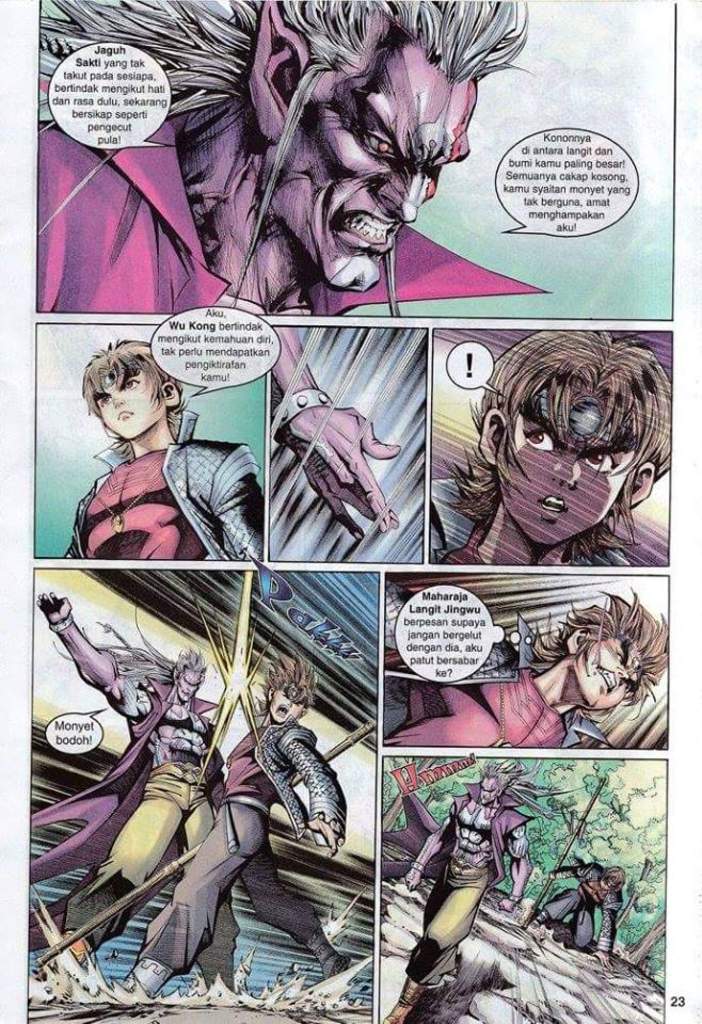 Jaguh
Sakti yang tak
takut pada sesiapa,
bertindak mengikut hati
dan rasa dulu, sekarang
bersikap seperti
pengecut
pula!
Kononnya
di antara langit dan
bumi kamu paling besar!
Semuanya cakap kosong,
kamu syaitan monyet yang
tak berguna, amat
menghampakan
aku!
Aku,
Wu Kong bertindak
mengikut kemahuan diri,
tak perlu mendapatkan
pengiktirafan
kamu!
!
Monyet
bodoh!
Maharaja
Langit Jingwu
berpesan supaya
jangan bergelut
dengan dia, aku
patut bersabar
ke?
23